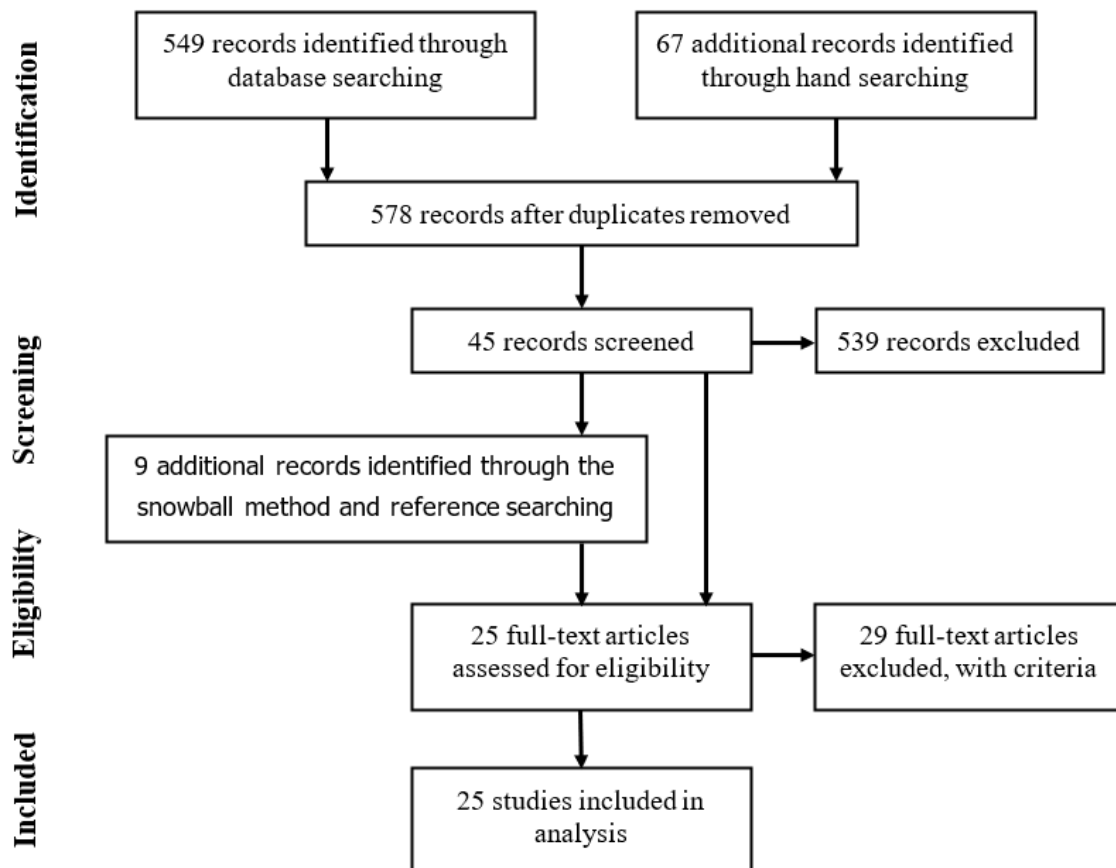 Identification
549 records identified through
database searching
67 additional records identified
through hand searching
578 records after duplicates removed
Screening
45 records screened
539 records excluded
9 additional records identified through the
snowball method and reference searching
Eligibility
25 full-text articles
assessed for eligibility
29 full-text articles
excluded, with criteria
Included
25 studies included in
analysis